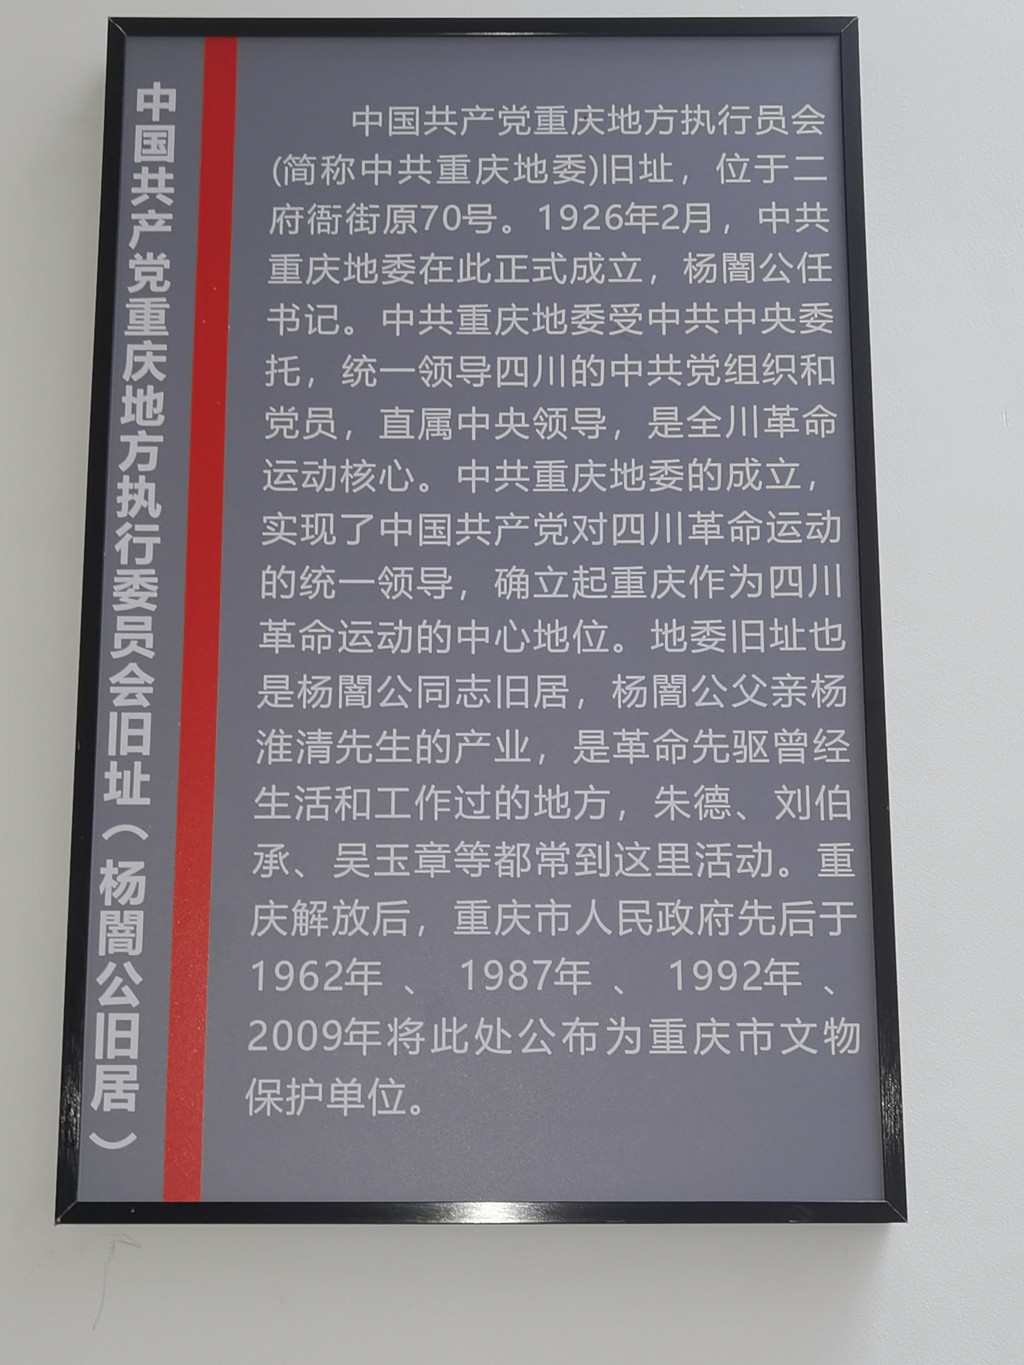 中国共产党重庆地方执行委员会旧址（杨闇公旧居）
中国共产党重庆地方执行员会
(简称中共重庆地委)旧址，位于二
府衙街原70号。1926年2月，中共
重庆地委在此正式成立，杨闇公任
书记。中共重庆地委受中共中央委
托，统一领导四川的中共党组织和
党员，直属中央领导，是全川革命
运动核心。中共重庆地委的成立，
实现了中国共产党对四川革命运动
的统一领导，确立起重庆作为四川
革命运动的中心地位。地委旧址也
是杨闇公同志旧居，杨闇公父亲杨
淮清先生的产业，是革命先驱曾经
生活和工作过的地方，朱德、刘伯
承、吴玉章等都常到这里活动。重
庆解放后，重庆市人民政府先后于
1962年、1987年、1992年、
2009年将此处公布为重庆市文物
保护单位。